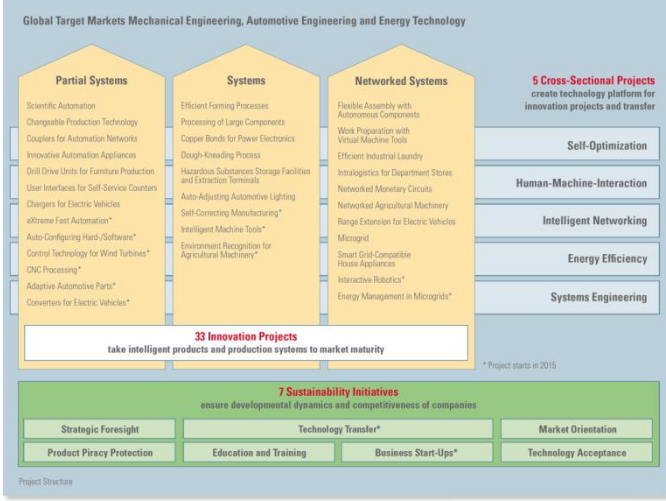 Global Target Markets Mechanical Engineering, Automotive Engineering and Energy Technology
Partial Systems
Scientific Automation
Changeable Production Technology
Couplers for Automation Networks
Innovative Automation Appliances
Drill Drive Units for Furniture Production
User Interfaces for Self-Service Counters
Chargers for Electric Vehicles
eXtreme Fast Automation*
Auto-Configuring Hard-/Software*
Control Technology for Wind Turbines*
CNC Processing*
Adaptive Automotive Parts*
Converters for Electric Vehicles*
Systems
Efficient Forming Processes
Processing of Large Components
Copper Bonds for Power Electronics
Dough-Kneading Process
Hazardous Substances Storage Facilities
and Extraction Terminals
Auto-Adjusting Automotive Lighting
Self-Correcting Manufacturing*
Intelligent Machine Tools*
Environment Recognition for
Agricultural Machinery*
Networked Systems
Flexible Assembly with
Autonomous Components
Work Preparation with
Virtual Machine Tools
Efficient Industrial Laundry
Intralogistics for Department Stores
Networked Monetary Circuits
Networked Agricultural Machinery
Range Extension for Electric Vehicles
Microgrid
Smart Grid-Compatible
House Appliances
Interactive Robotics*
Energy Management in Microgrids*
5 Cross-Sectional Projects
create technology platform for
innovation projects and transfer
Self-Optimization
Human-Machine-Interaction
Intelligent Networking
Energy Efficiency
Systems Engineering
33 Innovation Projects
take intelligent products and production systems to market maturity
* Project starts in 2015
7 Sustainability Initiatives
ensure developmental dynamics and competitiveness of companies
Strategic Foresight
Technology Transfer*
Market Orientation
Product Piracy Protection
Education and Training
Business Start-Ups*
Technology Acceptance
Project Structure